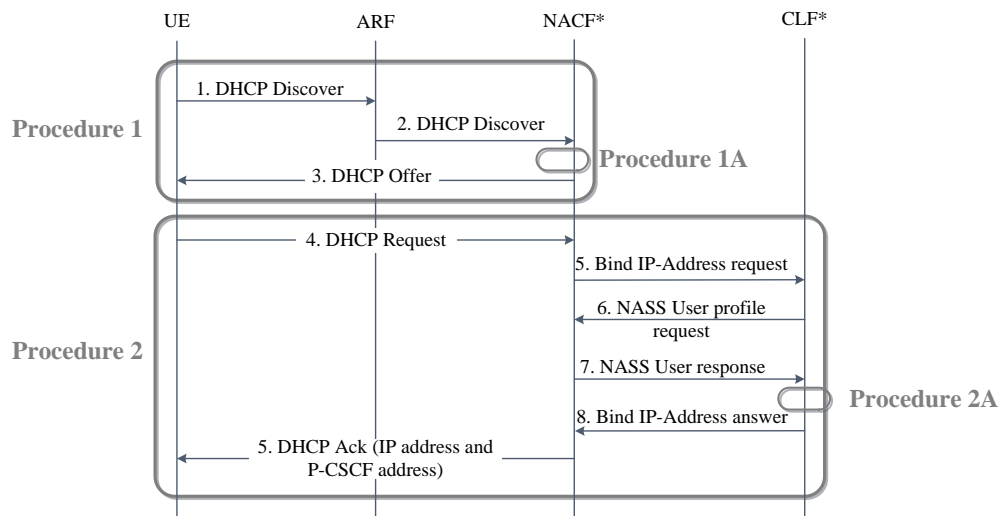 UE
ARF
NACF*
CLF*
1. DHCP Discover
Procedure 1
2. DHCP Discover
Procedure 1A
3. DHCP Offer
4. DHCP Request
5. Bind IP-Address request
6. NASS User profile
request
Procedure 2
7. NASS User response
Procedure 2A
8. Bind IP-Address answer
5. DHCP Ack (IP address and
P-CSCF address)